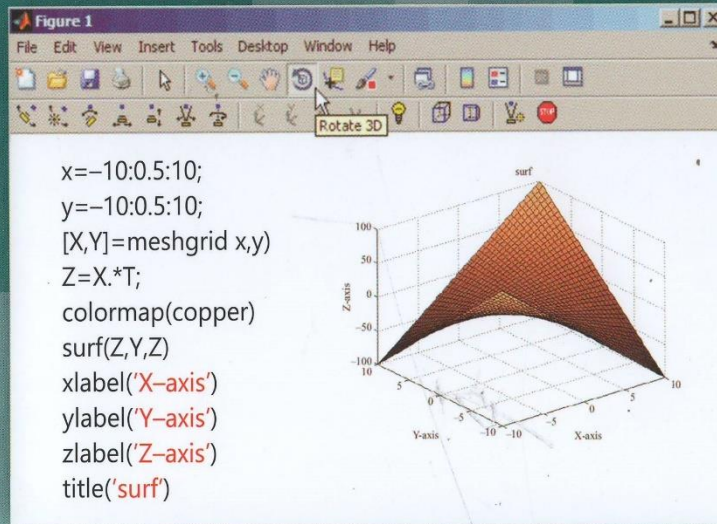 Figure 1
File Edit View Insert Tools Desktop Window Help
Rotate 3D
x=–10:0.5:10;
y=–10:0.5:10;
[X,Y]=meshgrid x,y)
Z=X.*T;
colormap(copper)
surf(Z,Y,Z)
xlabel('X–axis')
ylabel('Y–axis')
zlabel('Z–axis')
title('surf')
surf
100
50
0
–50
–100
Z-axis
10
5
0
–5
–10
Y-axis
–10
–5
0
5
10
X-axis